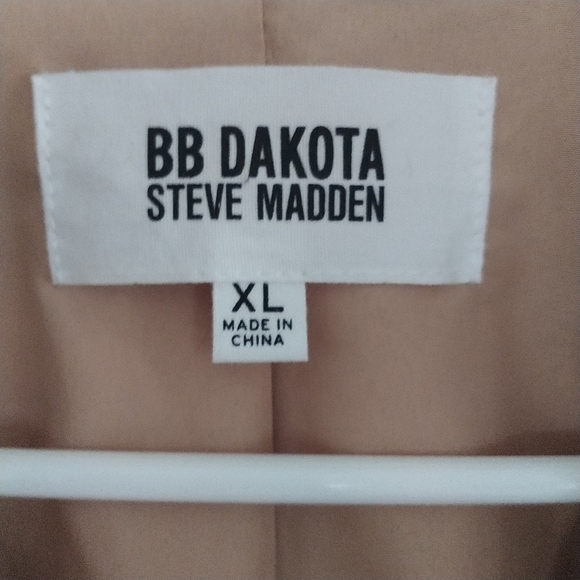 BB DAKOTA
STEVE MADDEN
XL
MADE IN
CHINA